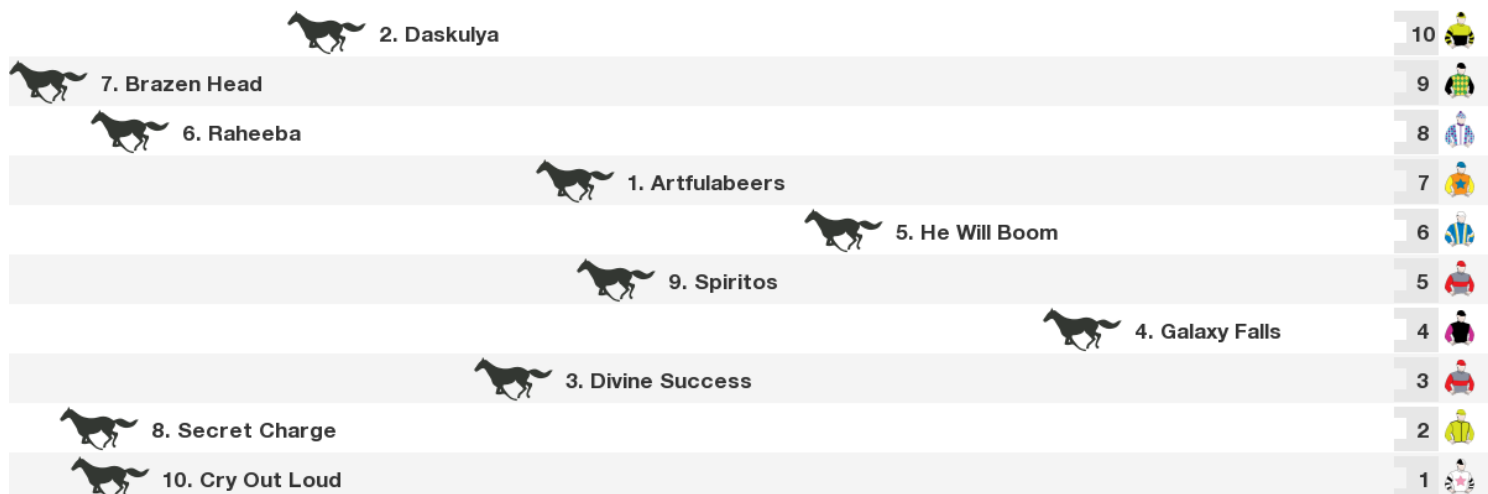 2. Daskulya 10
7. Brazen Head 9
6. Raheeba 8
1. Artfulabeers 7
5. He Will Boom 6
9. Spiritos 5
4. Galaxy Falls 4
3. Divine Success 3
8. Secret Charge 2
10. Cry Out Loud 1